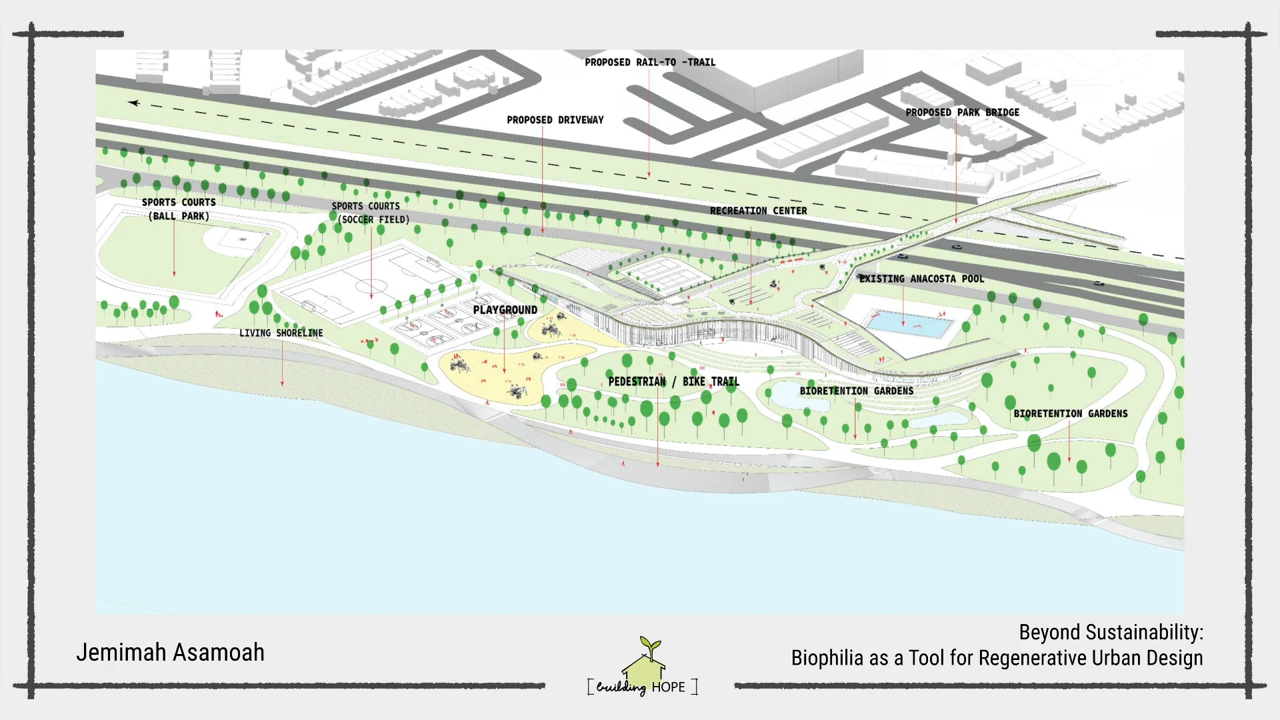 PROPOSED RAIL-TO -TRAIL
PROPOSED DRIVEWAY
PROPOSED PARK BRIDGE
SPORTS COURTS
(BALL PARK)
SPORTS COURTS
(SOCCER FIELD)
RECREATION CENTER
EXISTING ANACOSTA POOL
PLAYGROUND
LIVING SHORELINE
PEDESTRIAN / BIKE TRAIL
BIORETENTION GARDENS
BIORETENTION GARDENS
Jemimah Asamoah
[building HOPE]
Beyond Sustainability:
Biophilia as a Tool for Regenerative Urban Design